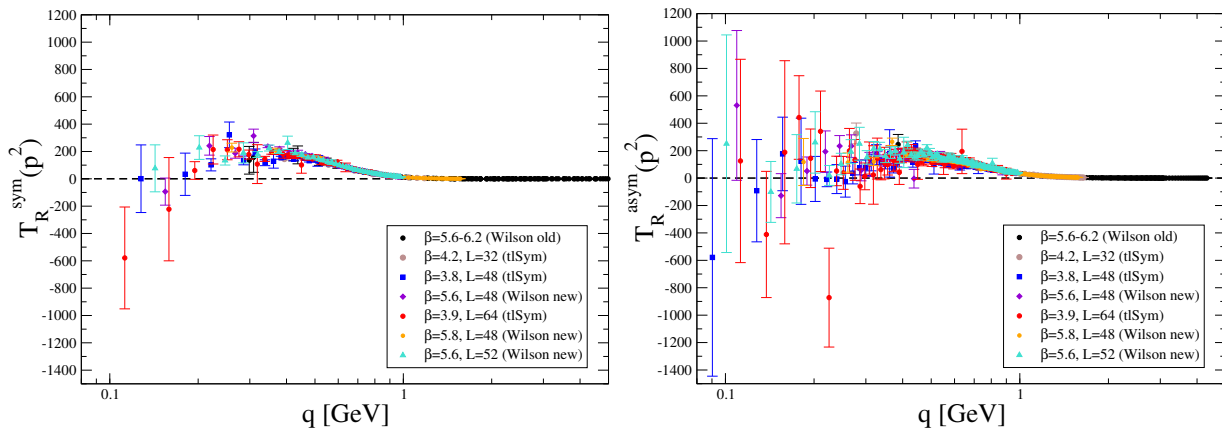 1200
1000
800
600
400
200
0
-200
-400
-600
-800
-1000
-1200
-1400
T_R^sym(p^2)
0.1
1
q [GeV]
β=5.6-6.2 (Wilson old)
β=4.2, L=32 (tlSym)
β=3.8, L=48 (tlSym)
β=5.6, L=48 (Wilson new)
β=3.9, L=64 (tlSym)
β=5.8, L=48 (Wilson new)
β=5.6, L=52 (Wilson new)
1200
1000
800
600
400
200
0
-200
-400
-600
-800
-1000
-1200
-1400
T_R^asym(p^2)
0.1
1
q [GeV]
β=5.6-6.2 (Wilson old)
β=4.2, L=32 (tlSym)
β=3.8, L=48 (tlSym)
β=5.6, L=48 (Wilson new)
β=3.9, L=64 (tlSym)
β=5.8, L=48 (Wilson new)
β=5.6, L=52 (Wilson new)